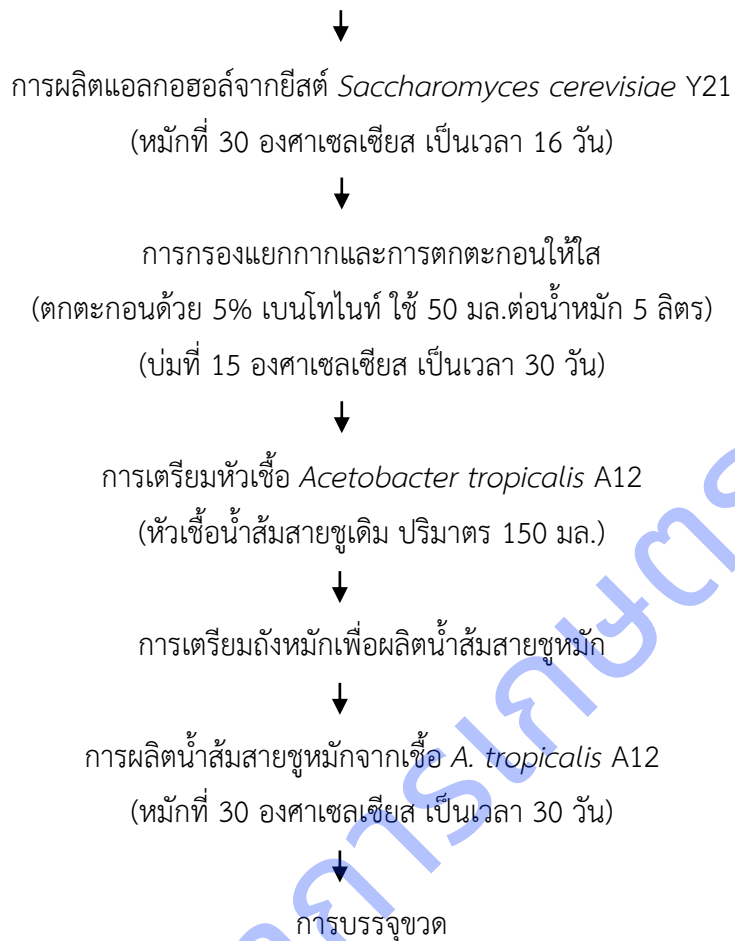 การผลิตแอลกอฮอล์จากยีสต์ Saccharomyces cerevisiae Y21
(หมักที่ 30 องศาเซลเซียส เป็นเวลา 16 วัน)
การกรองแยกกากและการตกตะกอนให้ใส
(ตกตะกอนด้วย 5% เบนโทไนท์ ใช้ 50 มล.ต่อน้ำหมัก 5 ลิตร)
(บ่มที่ 15 องศาเซลเซียส เป็นเวลา 30 วัน)
การเตรียมหัวเชื้อ Acetobacter tropicalis A12
(หัวเชื้อน้ำส้มสายชูเดิม ปริมาตร 150 มล.)
การเตรียมถังหมักเพื่อผลิตน้ำส้มสายชูหมัก
การผลิตน้ำส้มสายชูหมักจากเชื้อ A. tropicalis A12
(หมักที่ 30 องศาเซลเซียส เป็นเวลา 30 วัน)
การบรรจุขวด